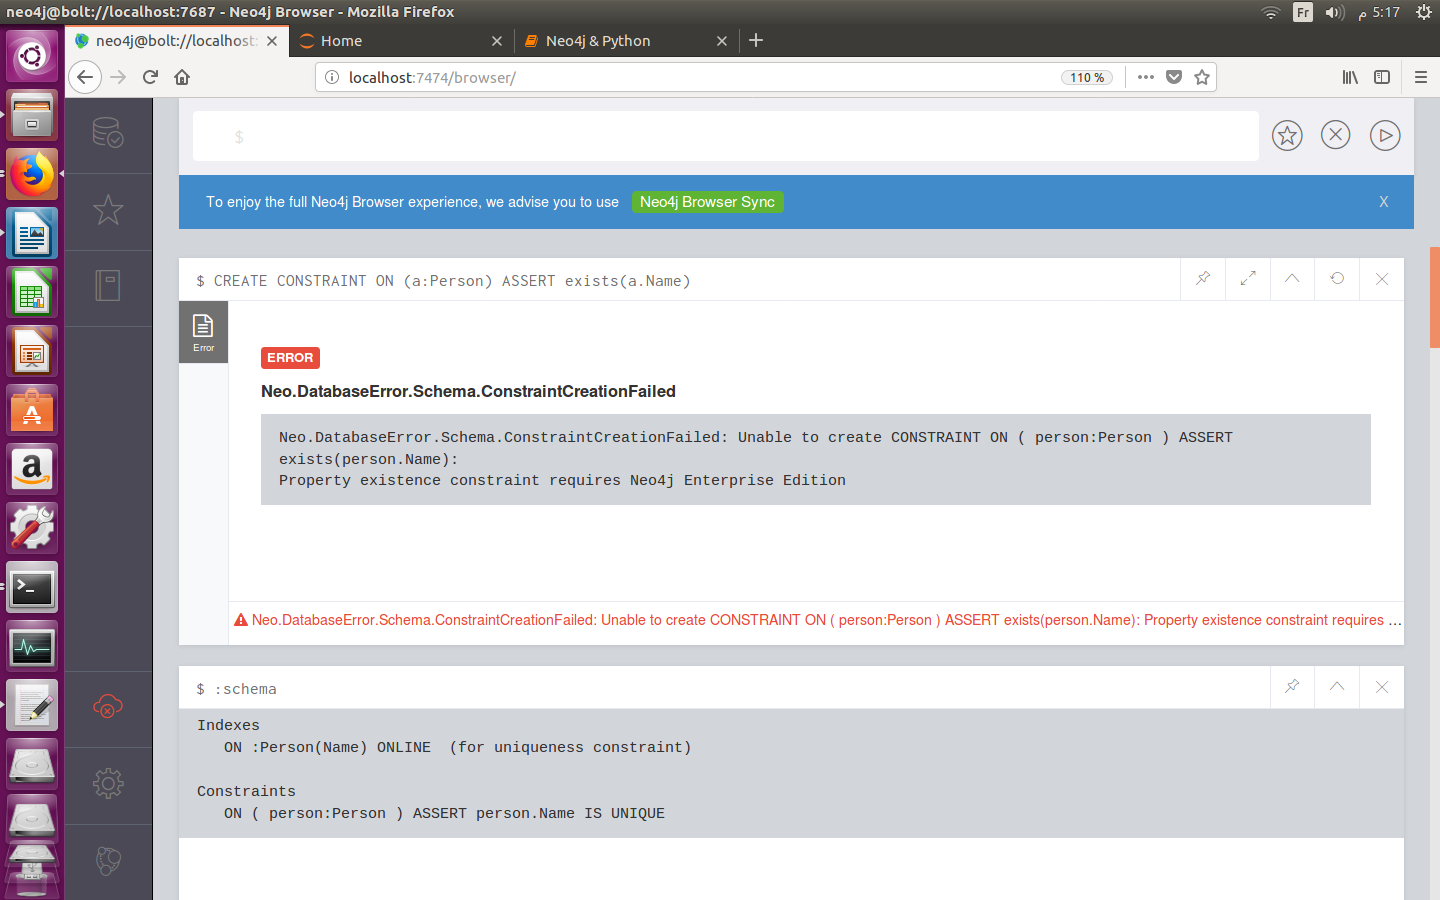 neo4j@bolt://localhost:7687 - Neo4j Browser - Mozilla Firefox
Fr
5:17 م
neo4j@bolt://localhost:
Home
Neo4j & Python
localhost:7474/browser/
110 %
$
To enjoy the full Neo4j Browser experience, we advise you to use Neo4j Browser Sync
X
$ CREATE CONSTRAINT ON (a:Person) ASSERT exists(a.Name)
Error
ERROR
Neo.DatabaseError.Schema.ConstraintCreationFailed
Neo.DatabaseError.Schema.ConstraintCreationFailed: Unable to create CONSTRAINT ON ( person:Person ) ASSERT
exists(person.Name):
Property existence constraint requires Neo4j Enterprise Edition
Neo.DatabaseError.Schema.ConstraintCreationFailed: Unable to create CONSTRAINT ON ( person:Person ) ASSERT exists(person.Name): Property existence constraint requires ...
$ :schema
Indexes
ON :Person(Name) ONLINE  (for uniqueness constraint)
Constraints
ON ( person:Person ) ASSERT person.Name IS UNIQUE